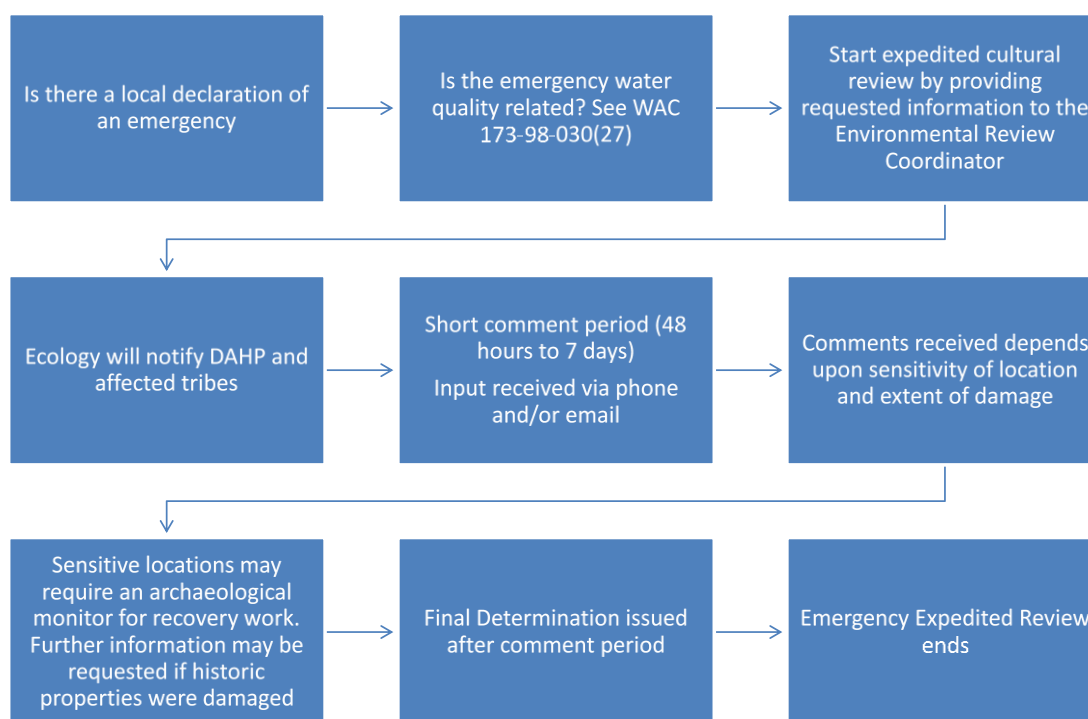 Is there a local declaration of
an emergency
Is the emergency water
quality related? See WAC
173-98-030(27)
Start expedited cultural
review by providing
requested information to the
Environmental Review
Coordinator
Ecology will notify DAHP and
affected tribes
Short comment period (48
hours to 7 days)
Input received via phone
and/or email
Comments received depends
upon sensitivity of location
and extent of damage
Sensitive locations may
require an archaeological
monitor for recovery work.
Further information may be
requested if historic
properties were damaged
Final Determination issued
after comment period
Emergency Expedited Review
ends